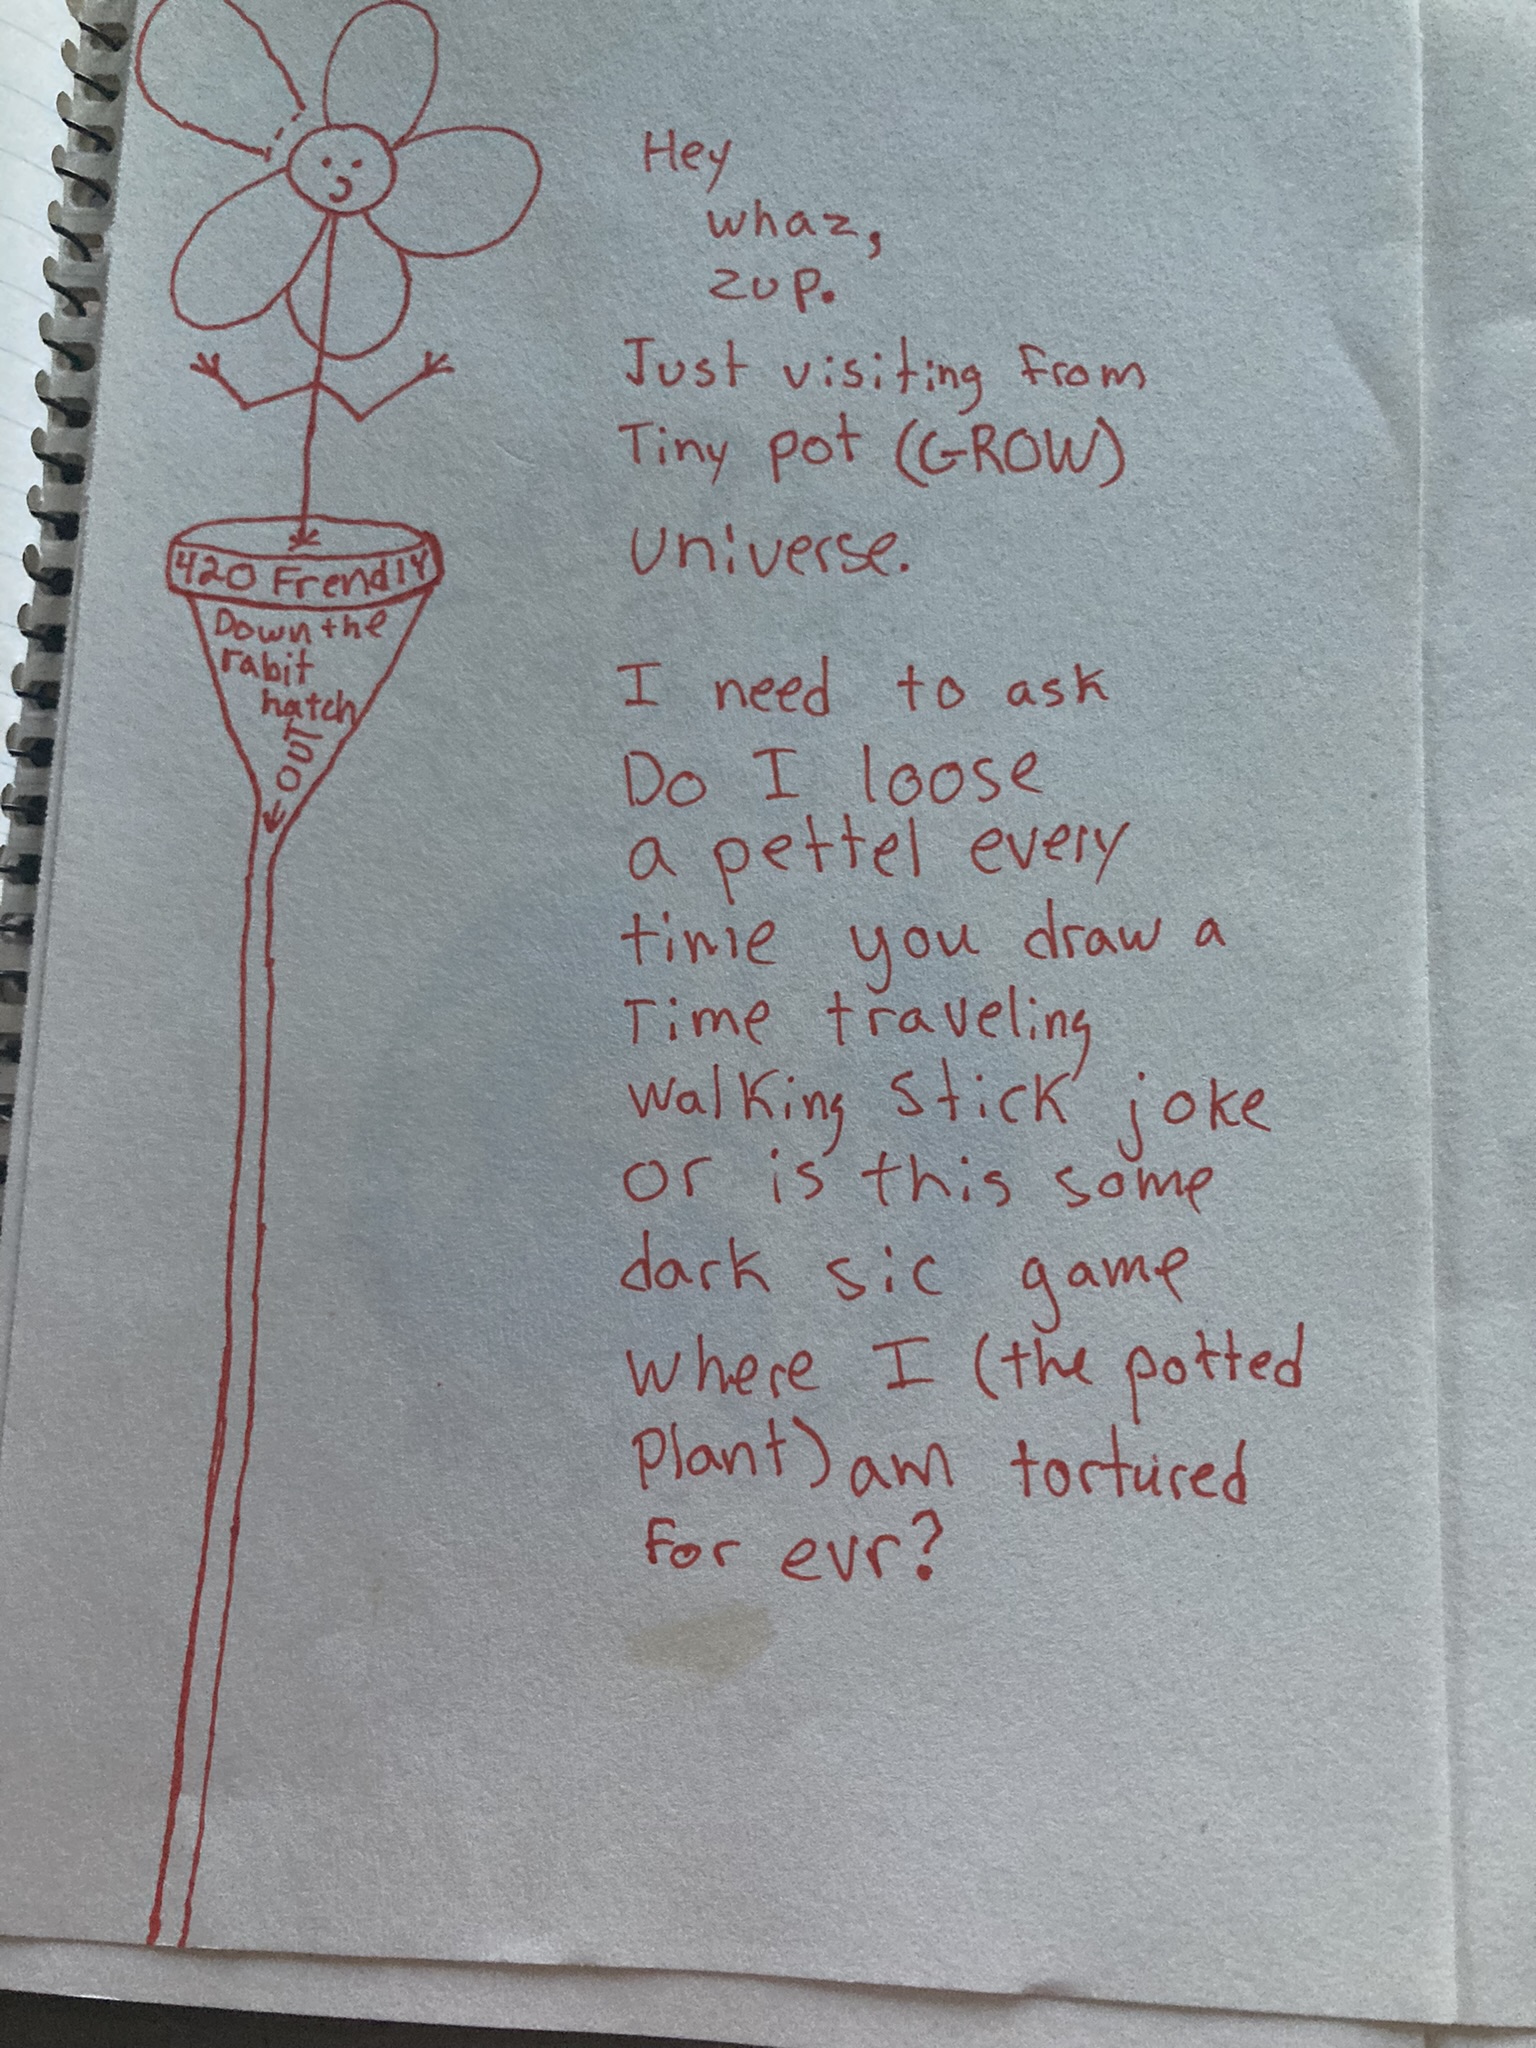 Hey
whaz,
zup.
Just visiting from
Tiny pot (GROW)
universe.
I need to ask
Do I loose
a pettel every
time you draw a
Time traveling
walking stick joke
or is this some
dark sic game
where I (the potted
plant) am tortured
for evr?
420 Frendly
Down the
rabit
hatch
OUT